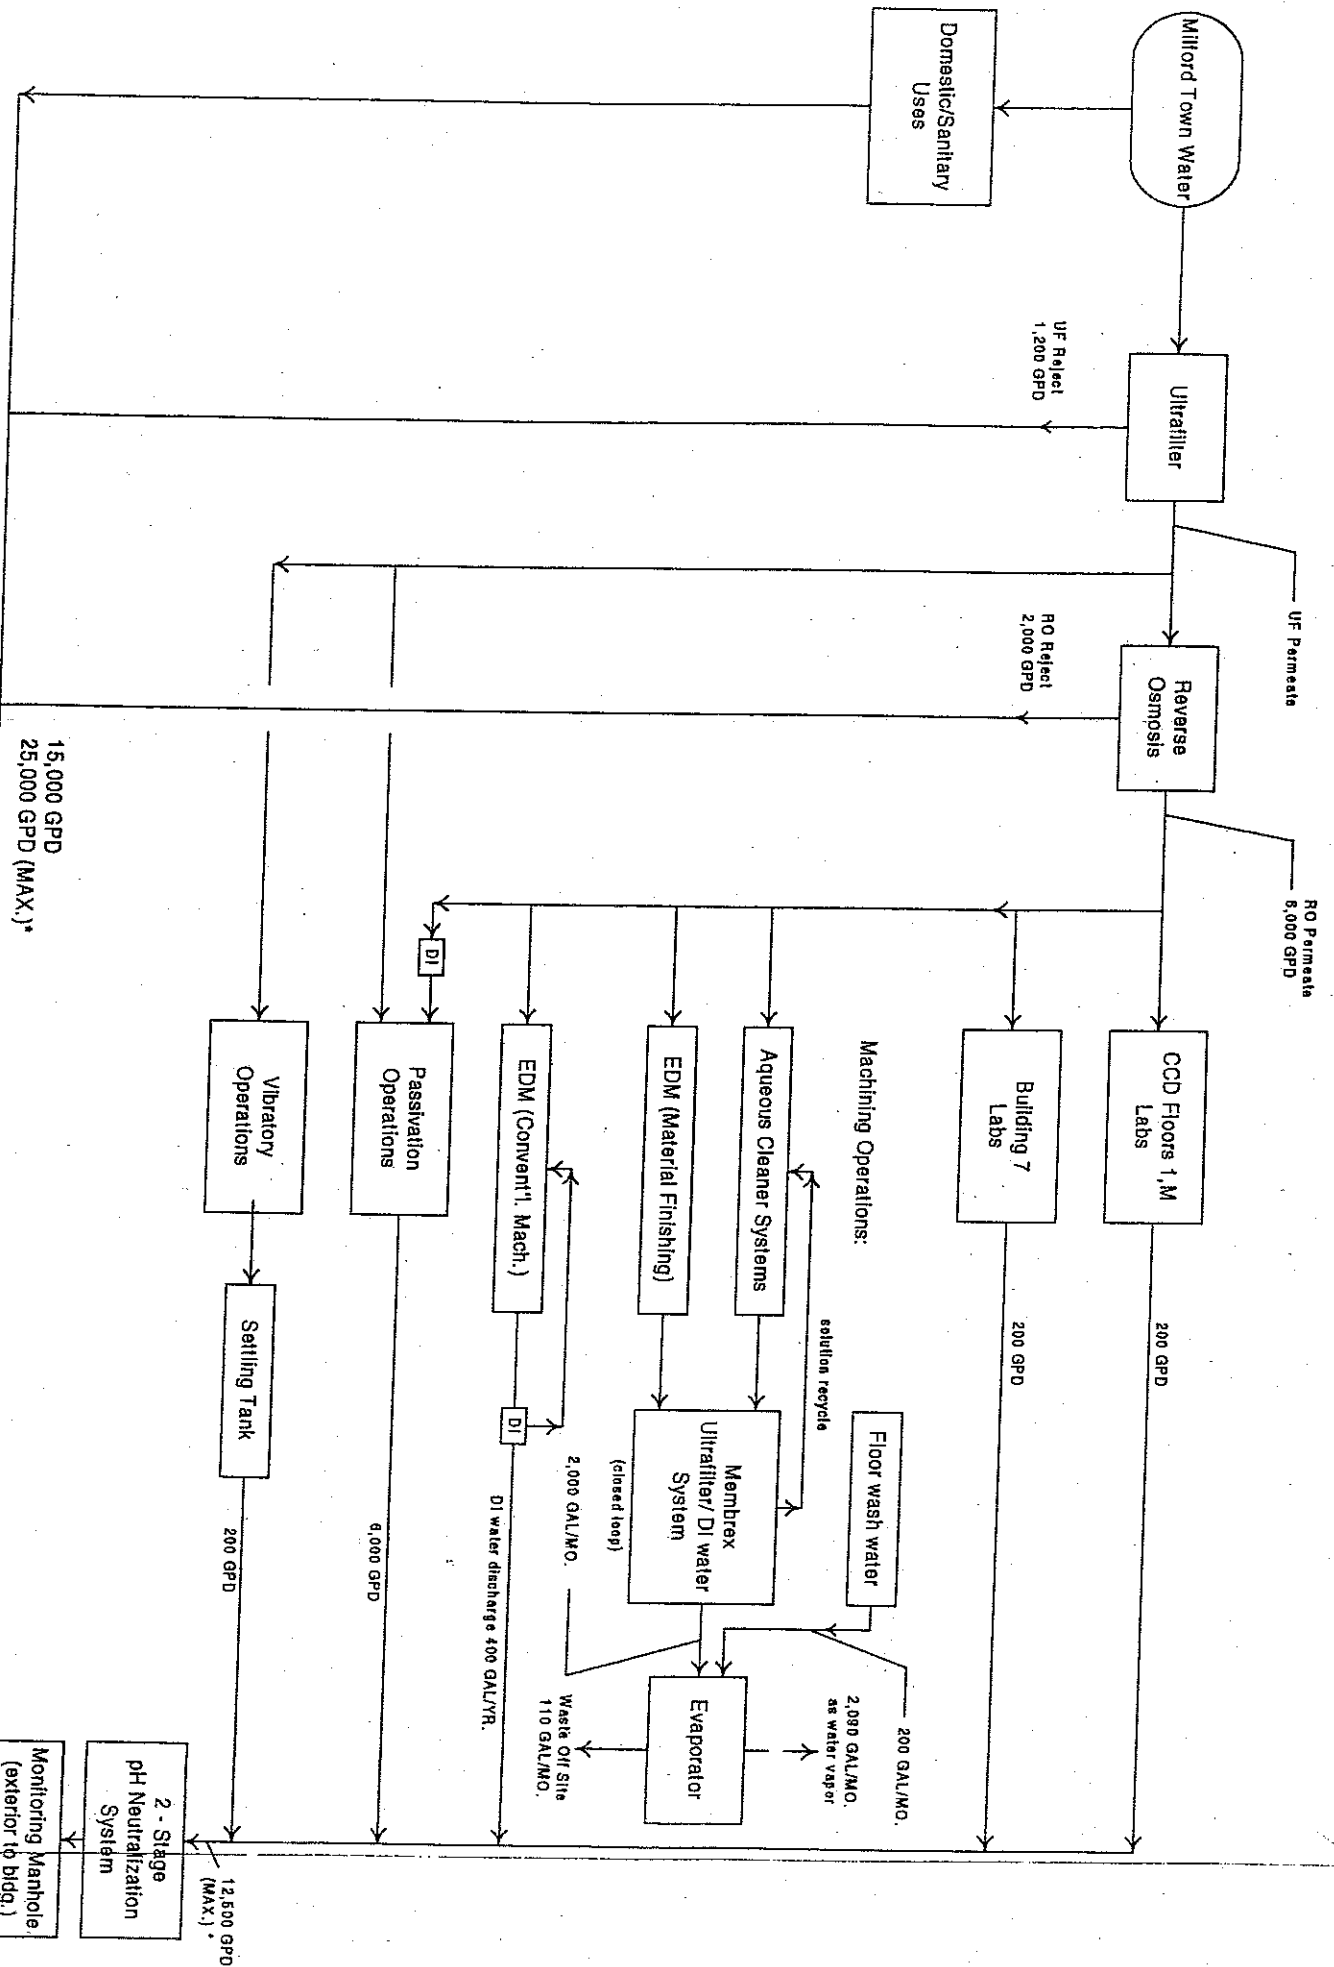 Milford Town Water
Domestic/Sanitary
Uses
Ultrafilter
UF Reject
1,200 GPD
UF Permeate
Reverse
Osmosis
RO Reject
2,000 GPD
RO Permeate
GPD
15,000 GPD
25,000 GPD (MAX.)*
CCD Floors 1,M
Labs
200 GPD
Building 7
Labs
200 GPD
Machining Operations:
Aqueous Cleaner Systems
solution recycle
EDM (Material Finishing)
Membrex
Ultrafilter/ DI water
System
(closed loop)
Floor wash water
200 GAL/MO.
2,000 GAL/MO.
Evaporator
2,090 GAL/MO.
as water vapor
Waste Off Site
110 GAL/MO.
EDM (Convent'l. Mach.)
DI
DI water discharge 400 GAL/YR.
DI
Passivation
Operations
6,000 GPD
Vibratory
Operations
Settling Tank
200 GPD
12,500 GPD
(MAX.) *
2 - Stage
pH Neutralization
System
Monitoring Manhole
(exterior to bldg.)